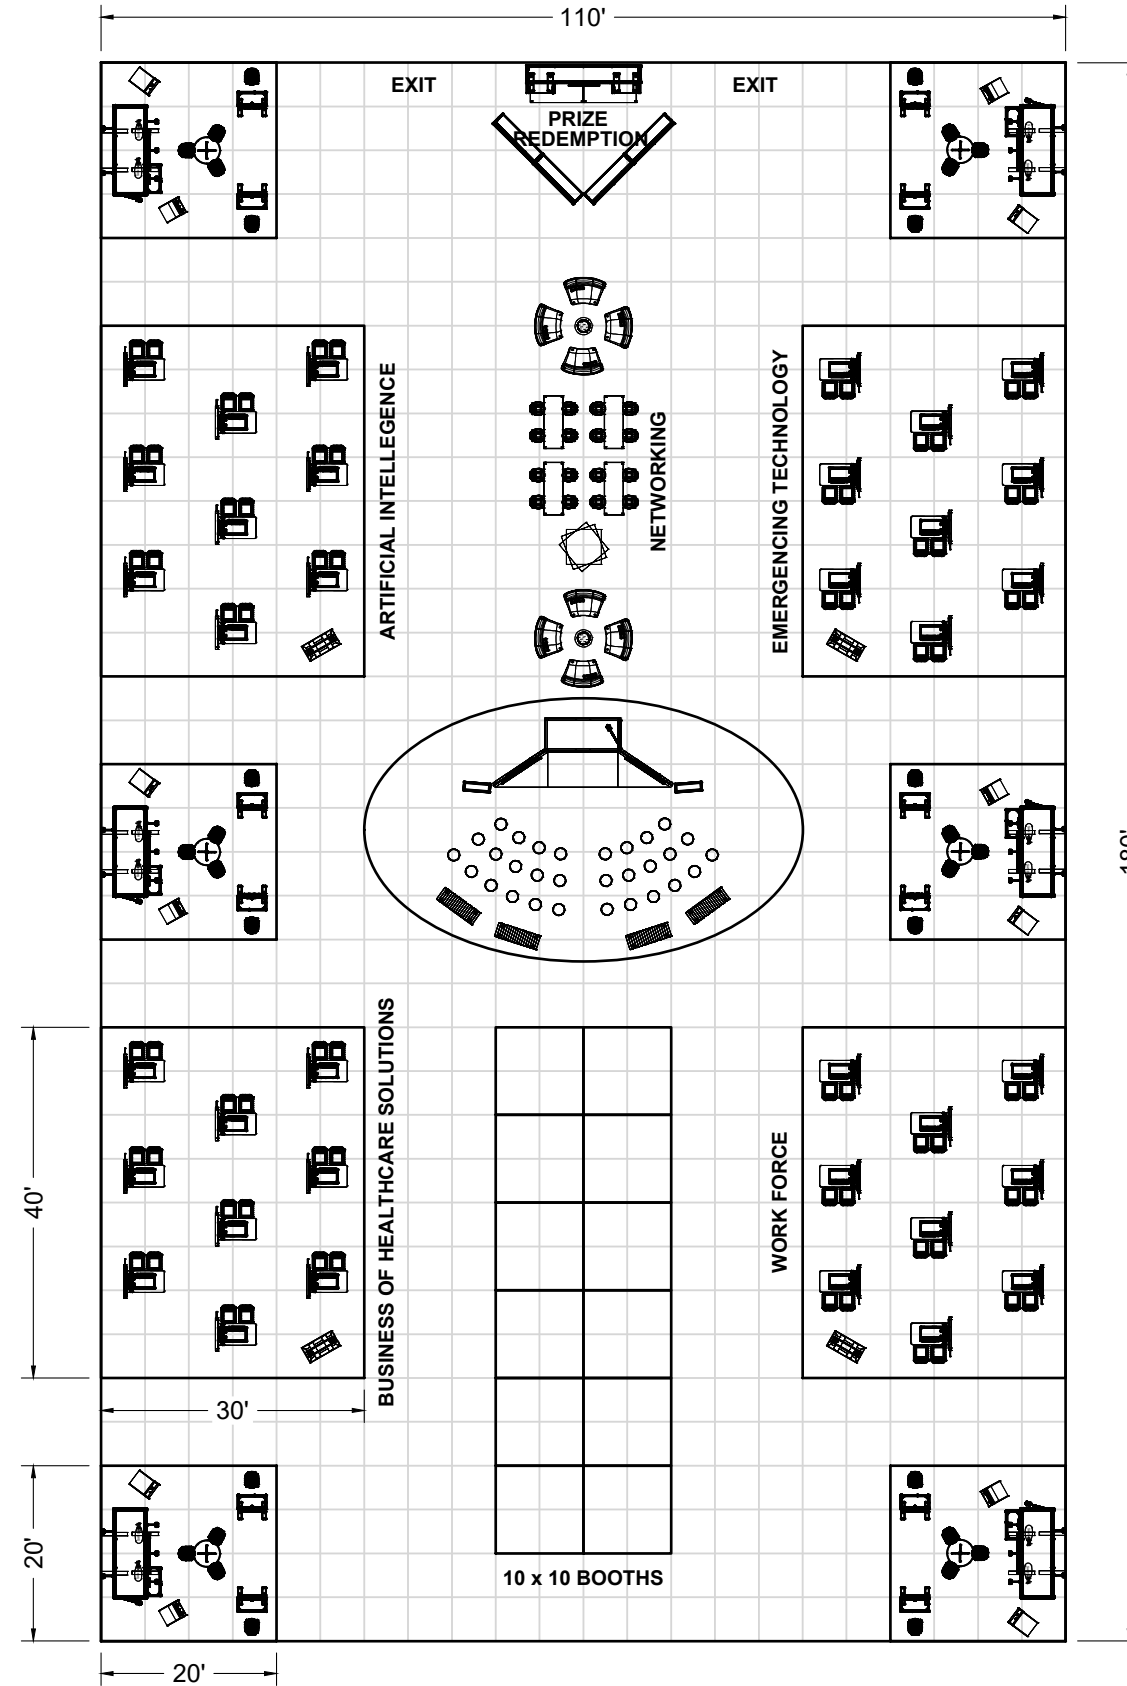 110'
EXIT
EXIT
PRIZE
REDEMPTION
ARTIFICIAL INTELLEGENCE
NETWORKING
EMERGENCING TECHNOLOGY
180'
BUSINESS OF HEALTHCARE SOLUTIONS
WORK FORCE
40'
30'
20'
10 x 10 BOOTHS
20'